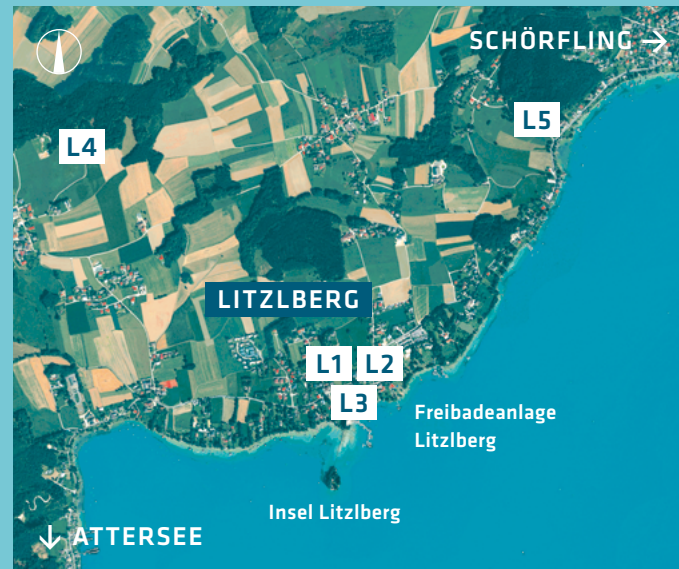 SCHÖRFLING →
L5
L4
LITZLBERG
L1
L2
L3
Freibadeanlage
Litzlberg
Insel Litzlberg
↓ ATTERSEE